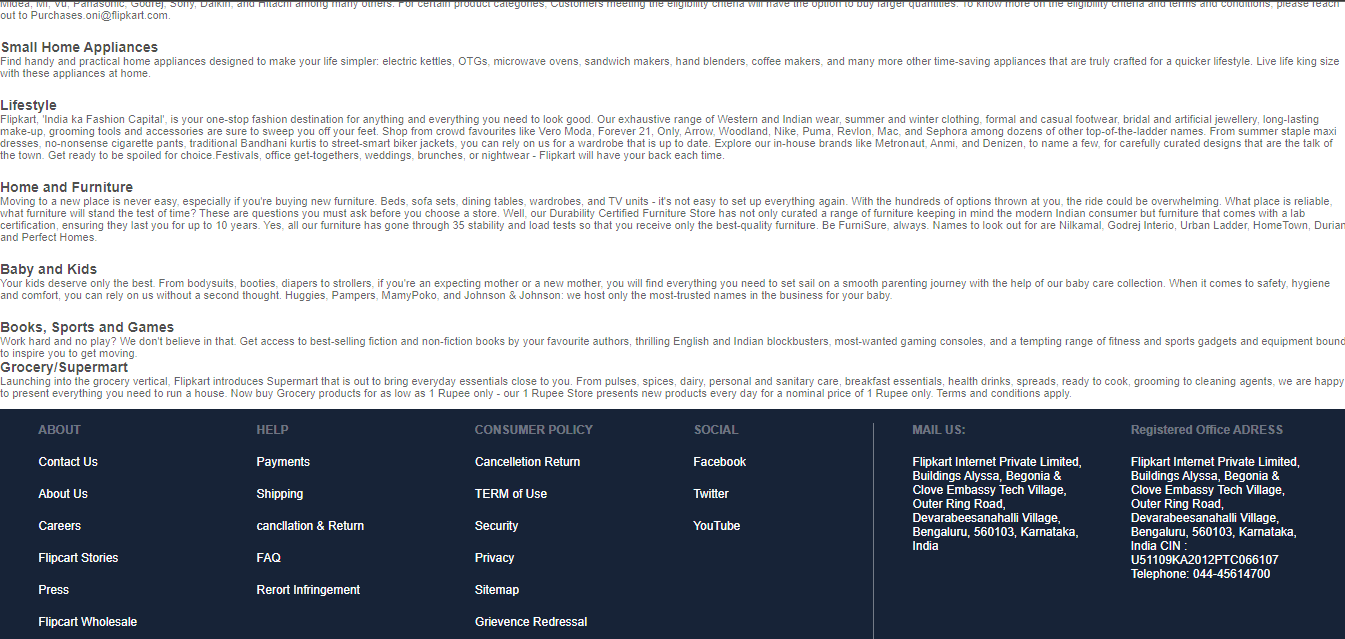 Midea, Mi, Vu, Panasonic, Godrej, Sony, Daikin, and Hitachi among many others. For certain product categories, Customers meeting the eligibility criteria will have the option to buy larger quantities. To know more on the eligibility criteria and terms and conditions, please reach
out to Purchases.oni@flipkart.com.
Small Home Appliances
Find handy and practical home appliances designed to make your life simpler: electric kettles, OTGs, microwave ovens, sandwich makers, hand blenders, coffee makers, and many more other time-saving appliances that are truly crafted for a quicker lifestyle. Live life king size
with these appliances at home.
Lifestyle
Flipkart, 'India ka Fashion Capital', is your one-stop fashion destination for anything and everything you need to look good. Our exhaustive range of Western and Indian wear, summer and winter clothing, formal and casual footwear, bridal and artificial jewellery, long-lasting
make-up, grooming tools and accessories are sure to sweep you off your feet. Shop from crowd favourites like Vero Moda, Forever 21, Only, Arrow, Woodland, Nike, Puma, Revlon, Mac, and Sephora among dozens of other top-of-the-ladder names. From summer staple maxi
dresses, no-nonsense cigarette pants, traditional Bandhani kurtis to street-smart biker jackets, you can rely on us for a wardrobe that is up to date. Explore our in-house brands like Metronaut, Anmi, and Denizen, to name a few, for carefully curated designs that are the talk of
the town. Get ready to be spoiled for choice.Festivals, office get-togethers, weddings, brunches, or nightwear - Flipkart will have your back each time.
Home and Furniture
Moving to a new place is never easy, especially if you're buying new furniture. Beds, sofa sets, dining tables, wardrobes, and TV units - it's not easy to set up everything again. With the hundreds of options thrown at you, the ride could be overwhelming. What place is reliable,
what furniture will stand the test of time? These are questions you must ask before you choose a store. Well, our Durability Certified Furniture Store has not only curated a range of furniture keeping in mind the modern Indian consumer but furniture that comes with a lab
certification, ensuring they last you for up to 10 years. Yes, all our furniture has gone through 35 stability and load tests so that you receive only the best-quality furniture. Be FurniSure, always. Names to look out for are Nilkamal, Godrej Interio, Urban Ladder, HomeTown, Durian
and Perfect Homes.
Baby and Kids
Your kids deserve only the best. From bodysuits, booties, diapers to strollers, if you're an expecting mother or a new mother, you will find everything you need to set sail on a smooth parenting journey with the help of our baby care collection. When it comes to safety, hygiene
and comfort, you can rely on us without a second thought. Huggies, Pampers, MamyPoko, and Johnson & Johnson: we host only the most-trusted names in the business for your baby.
Books, Sports and Games
Work hard and no play? We don't believe in that. Get access to best-selling fiction and non-fiction books by your favourite authors, thrilling English and Indian blockbusters, most-wanted gaming consoles, and a tempting range of fitness and sports gadgets and equipment bound
to inspire you to get moving.
Grocery/Supermart
Launching into the grocery vertical, Flipkart introduces Supermart that is out to bring everyday essentials close to you. From pulses, spices, dairy, personal and sanitary care, breakfast essentials, health drinks, spreads, ready to cook, grooming to cleaning agents, we are happy
to present everything you need to run a house. Now buy Grocery products for as low as 1 Rupee only - our 1 Rupee Store presents new products every day for a nominal price of 1 Rupee only. Terms and conditions apply.
ABOUT
Contact Us
About Us
Careers
Flipcart Stories
Press
Flipcart Wholesale
HELP
Payments
Shipping
cancllation & Return
FAQ
Rerort Infringement
CONSUMER POLICY
Cancelletion Return
TERM of Use
Security
Privacy
Sitemap
Grievence Redressal
SOCIAL
Facebook
Twitter
YouTube
MAIL US:
Flipkart Internet Private Limited,
Buildings Alyssa, Begonia &
Clove Embassy Tech Village,
Outer Ring Road,
Devarabeesanahalli Village,
Bengaluru, 560103, Karnataka,
India
Registered Office ADRESS
Flipkart Internet Private Limited,
Buildings Alyssa, Begonia &
Clove Embassy Tech Village,
Outer Ring Road,
Devarabeesanahalli Village,
Bengaluru, 560103, Karnataka,
India CIN :
U51109KA2012PTC066107
Telephone: 044-45614700